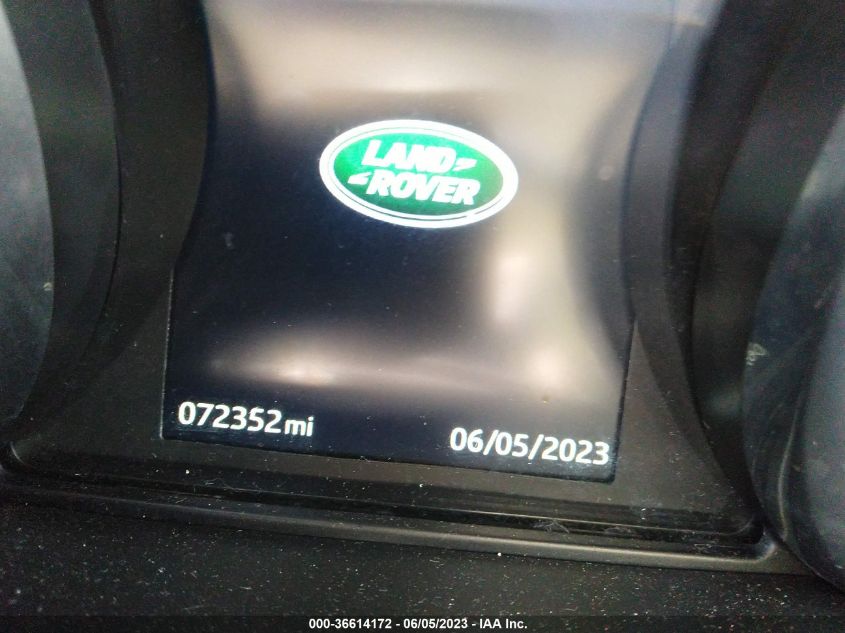 LAND
ROVER
072352mi
06/05/2023
000-36614172 - 06/05/2023 - IAA Inc.